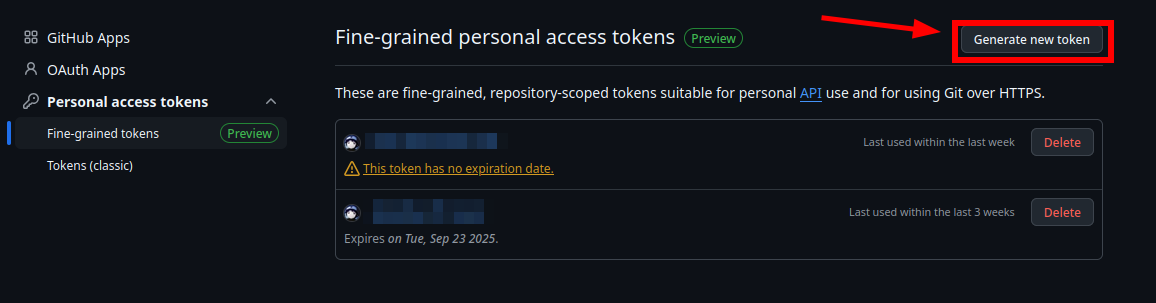 GitHub Apps
OAuth Apps
Personal access tokens
Fine-grained tokens Preview
Tokens (classic)
Fine-grained personal access tokens Preview
Generate new token
These are fine-grained, repository-scoped tokens suitable for personal API use and for using Git over HTTPS.
Last used within the last week Delete
This token has no expiration date.
Last used within the last 3 weeks Delete
Expires on Tue, Sep 23 2025.